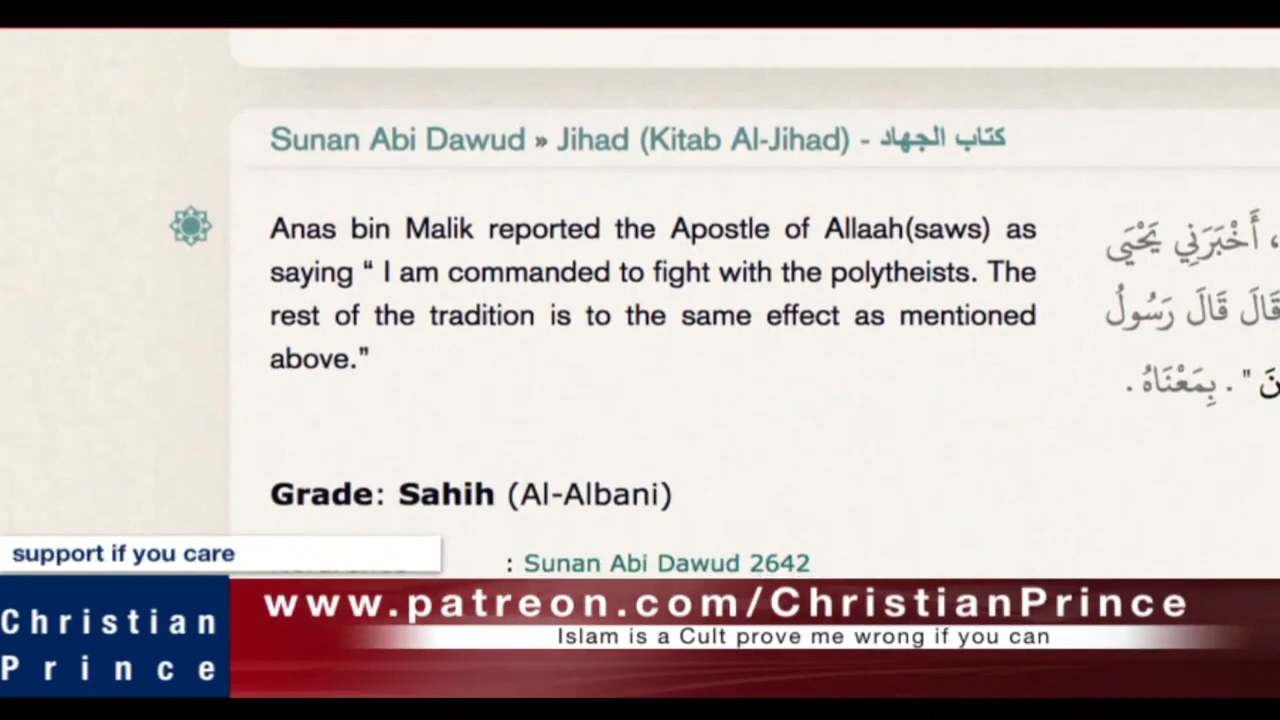 Sunan Abi Dawud » Jihad (Kitab Al-Jihad) - كتاب الجهاد
Anas bin Malik reported the Apostle of Allaah(saws) as
saying “ I am commanded to fight with the polytheists. The
rest of the tradition is to the same effect as mentioned
above.”
، أَخْبَرَنِي يَحْيَى
قَالَ قَالَ رَسُولُ
نَ " . بِمَعْنَاهُ .
Grade: Sahih (Al-Albani)
: Sunan Abi Dawud 2642
support if you care
Christian
Prince
www.patreon.com/ChristianPrince
Islam is a Cult prove me wrong if you can